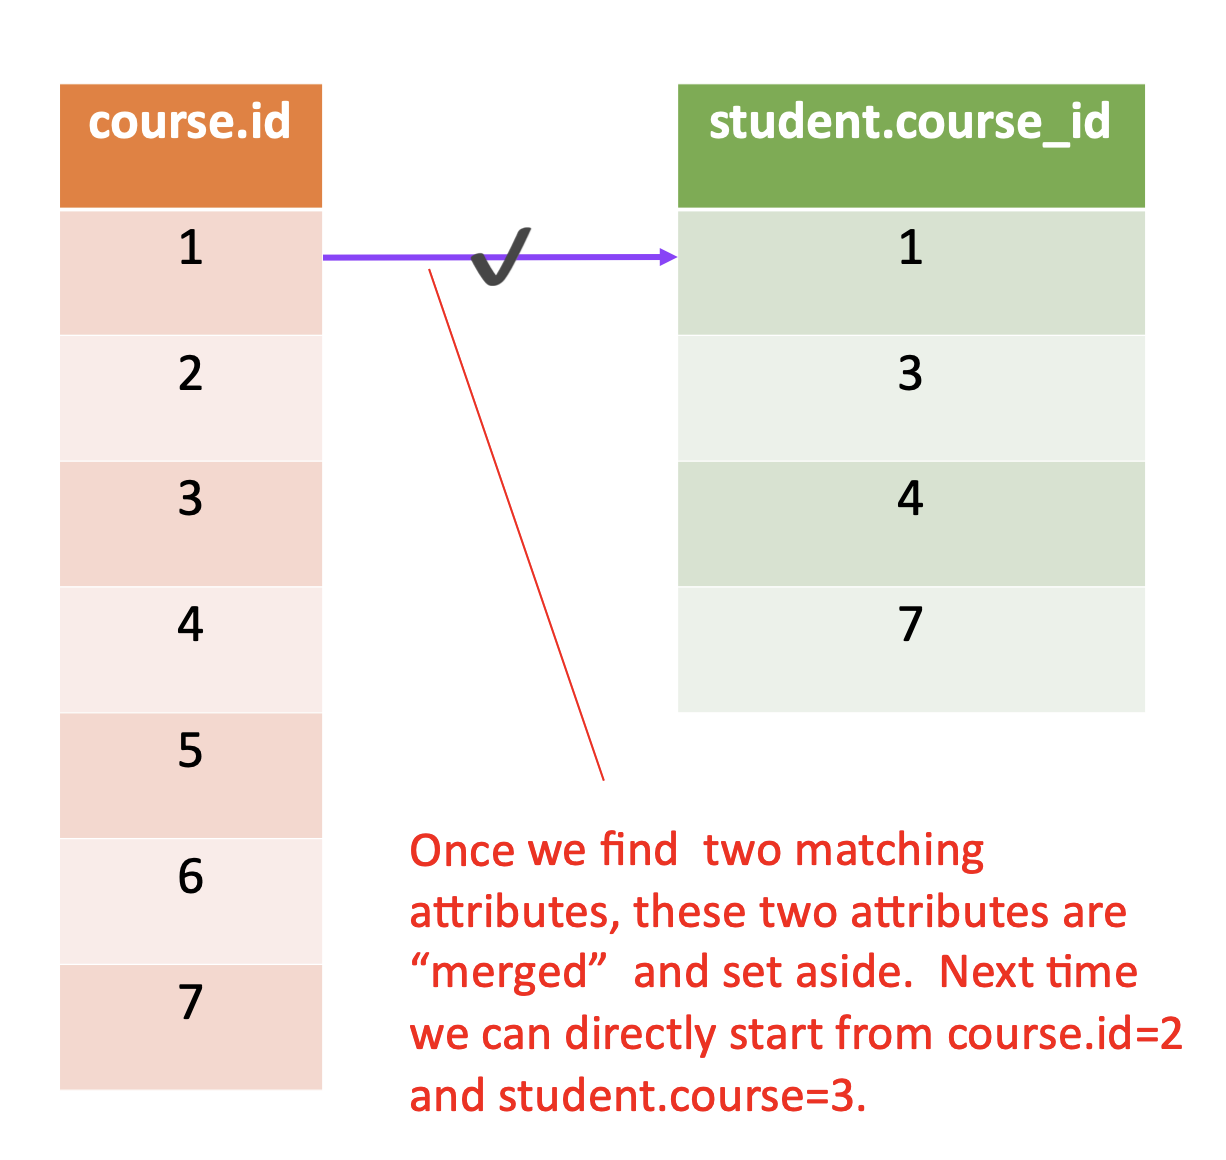 course.id
student.course_id
1
1
2
3
3
4
4
7
5
6
7
Once we find  two matching
attributes, these two attributes are
“merged”  and set aside.  Next time
we can directly start from course.id=2
and student.course=3.